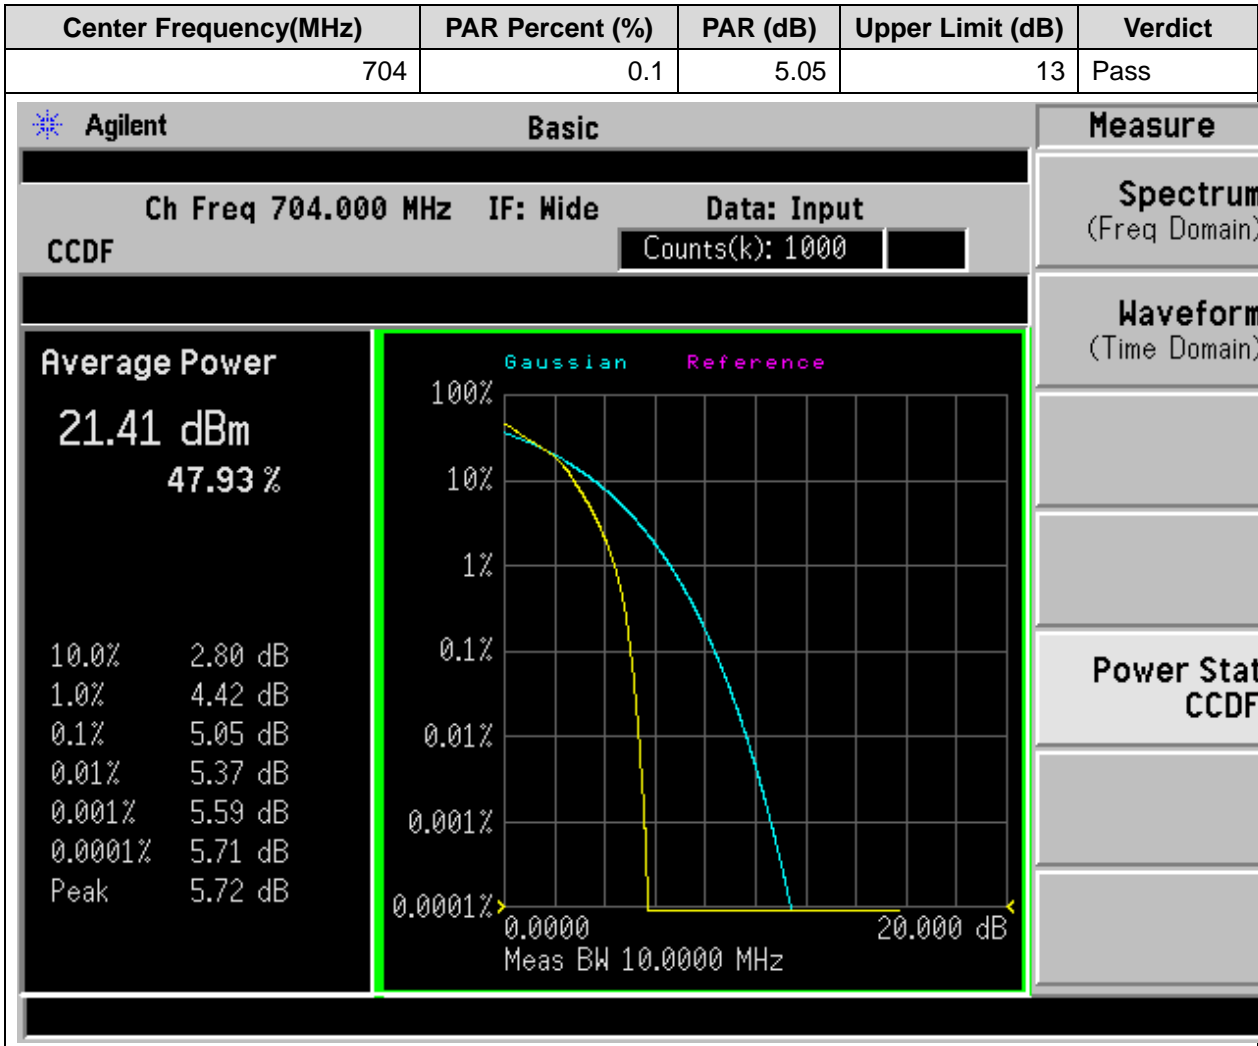 Center Frequency(MHz) PAR Percent (%) PAR (dB) Upper Limit (dB) Verdict
704 0.1 5.05 13 Pass
Agilent Basic Measure
Ch Freq 704.000 MHz IF: Wide Data: Input
CCDF Counts(k): 1000
Average Power
21.41 dBm
47.93 %
10.0% 2.80 dB
1.0% 4.42 dB
0.1% 5.05 dB
0.01% 5.37 dB
0.001% 5.59 dB
0.0001% 5.71 dB
Peak 5.72 dB
Gaussian Reference
100%
10%
1%
0.1%
0.01%
0.001%
0.0001%
0.0000 20.000 dB
Meas BW 10.0000 MHz
Spectrum
(Freq Domain)
Waveform
(Time Domain)
Power Stat
CCDF